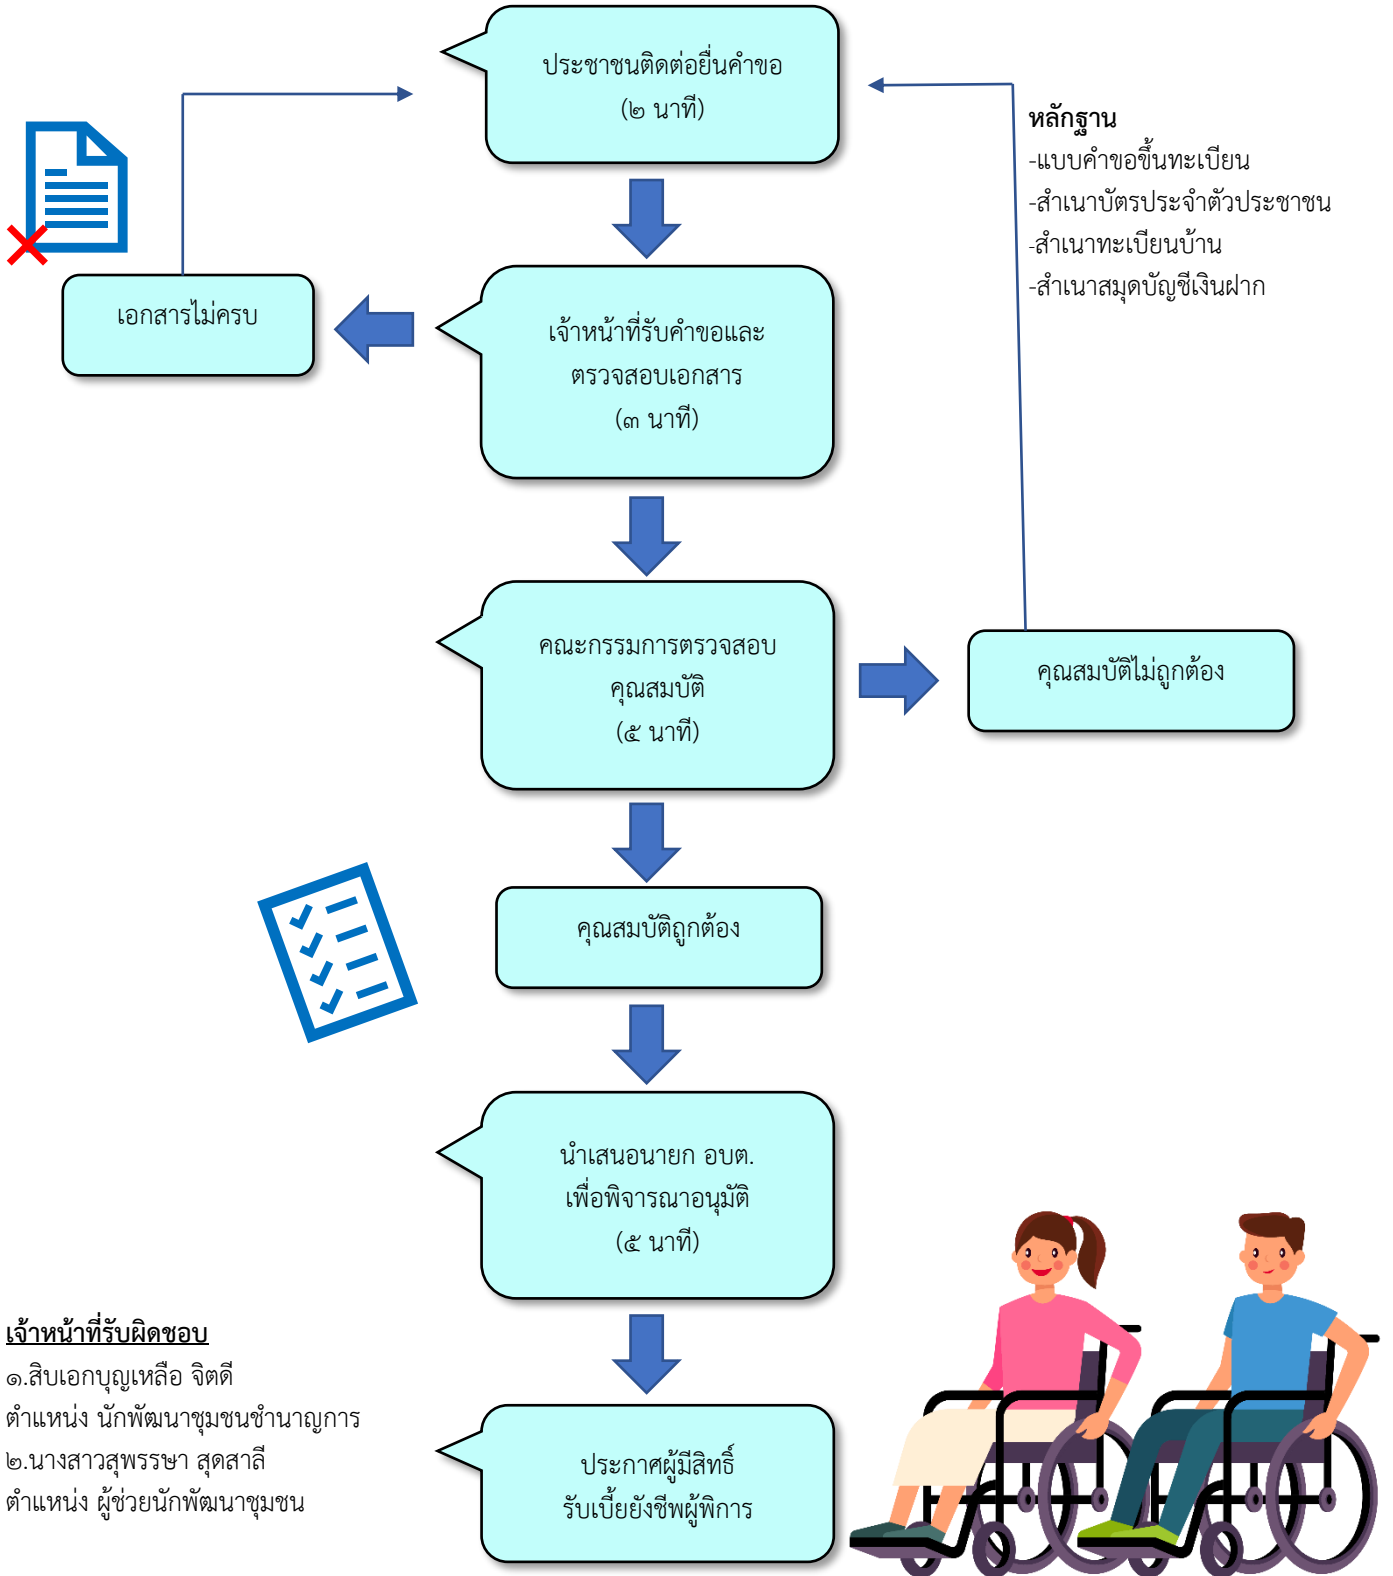 ประชาชนติดต่อยื่นคำขอ
(๒ นาที)
หลักฐาน
-แบบคำขอขึ้นทะเบียน
-สำเนาบัตรประจำตัวประชาชน
-สำเนาทะเบียนบ้าน
-สำเนาสมุดบัญชีเงินฝาก
เอกสารไม่ครบ
เจ้าหน้าที่รับคำขอและ
ตรวจสอบเอกสาร
(๓ นาที)
คณะกรรมการตรวจสอบ
คุณสมบัติ
(๕ นาที)
คุณสมบัติไม่ถูกต้อง
คุณสมบัติถูกต้อง
นำเสนอนายก อบต.
เพื่อพิจารณาอนุมัติ
(๕ นาที)
เจ้าหน้าที่รับผิดชอบ
๑.สิบเอกบุญเหลือ จิตดี
ตำแหน่ง นักพัฒนาชุมชนชำนาญการ
๒.นางสาวสุพรรษา สุดสาลี
ตำแหน่ง ผู้ช่วยนักพัฒนาชุมชน
ประกาศผู้มีสิทธิ์
รับเบี้ยยังชีพผู้พิการ